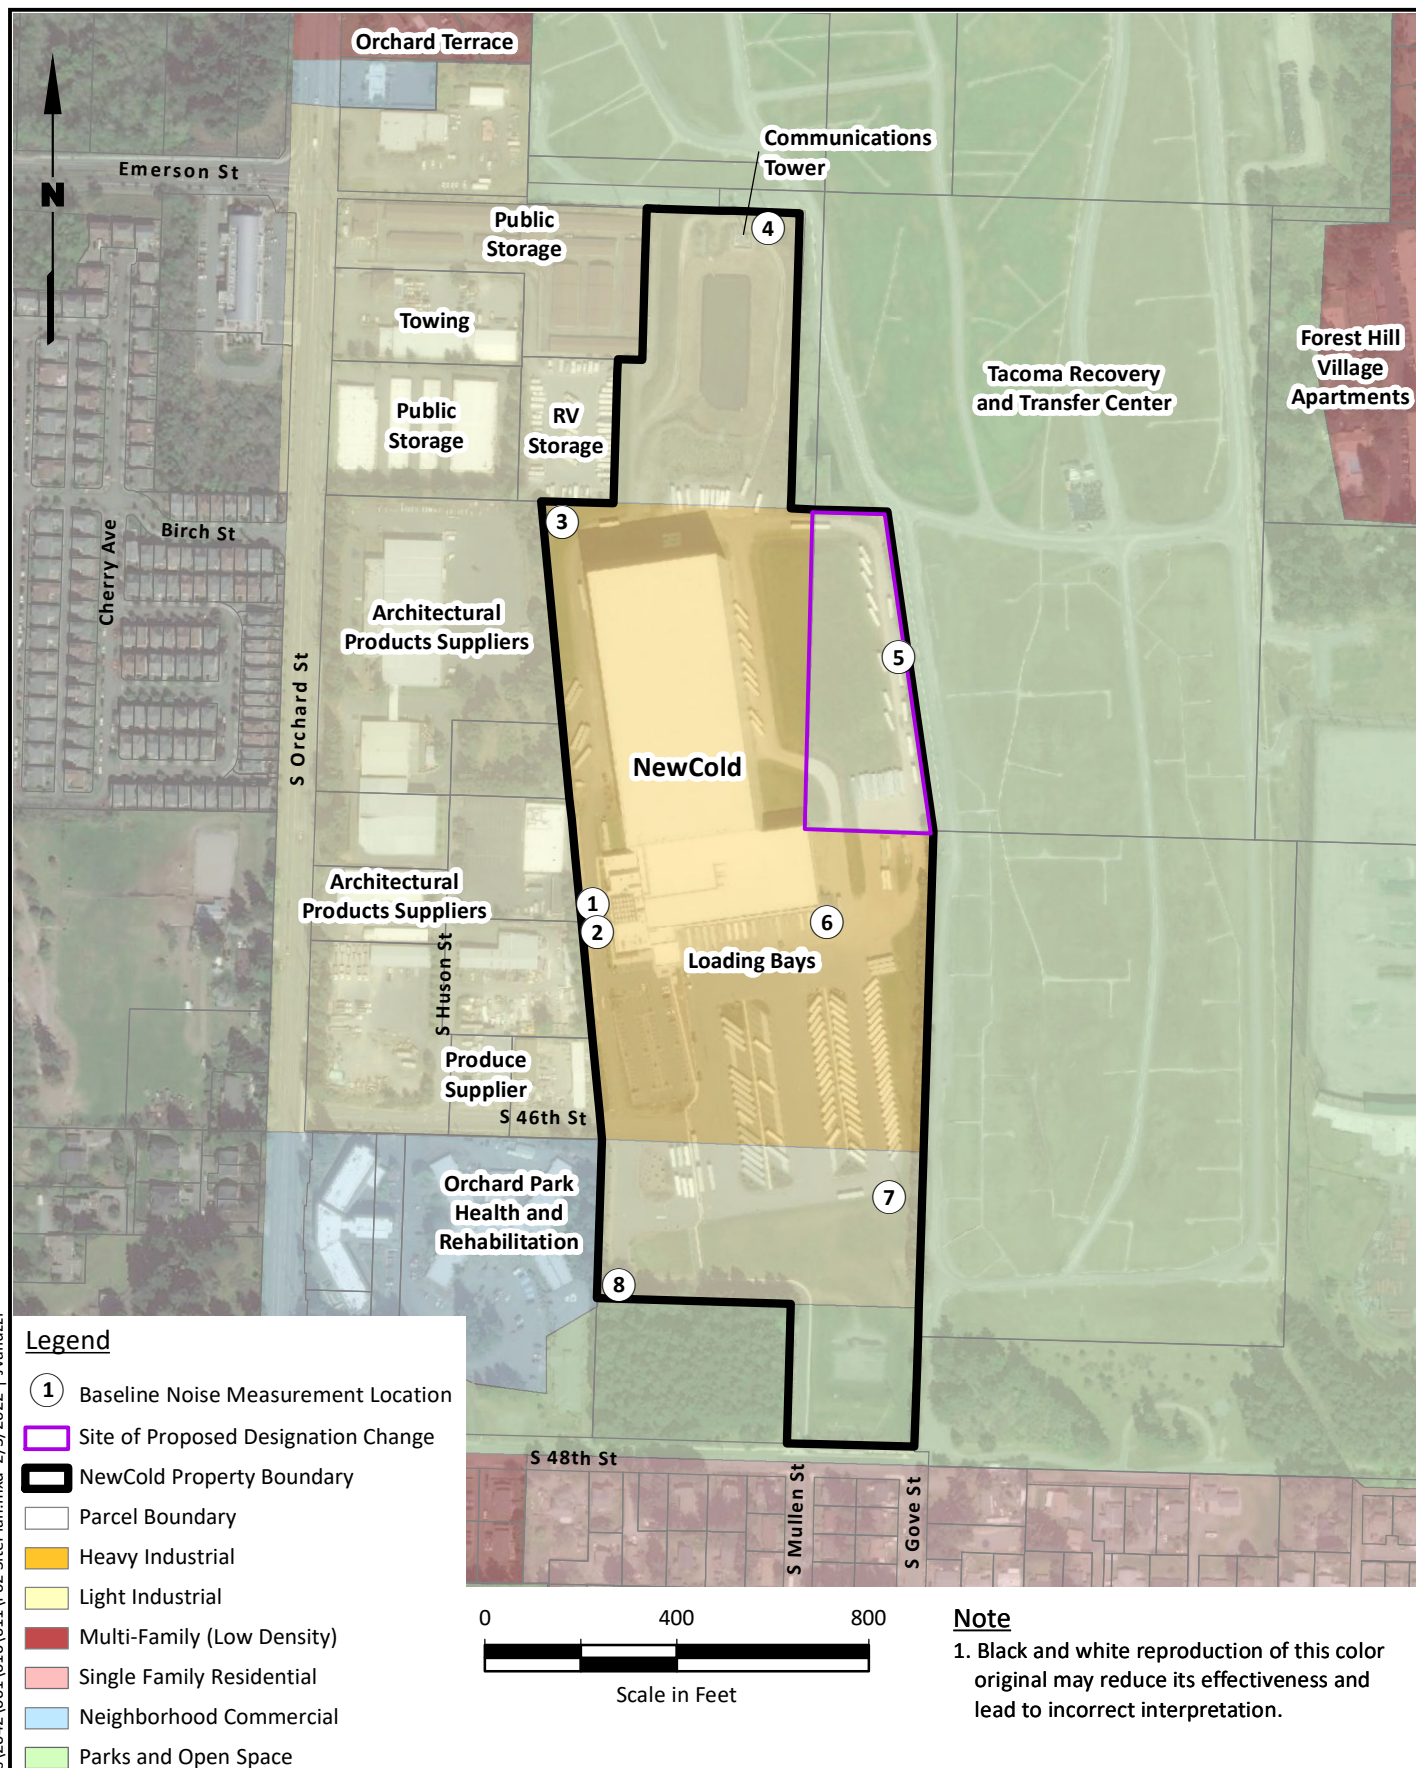 Orchard Terrace
Communications
Tower
Emerson St
N
Public
Storage
4
Towing
Forest Hill
Village
Apartments
Tacoma Recovery
and Transfer Center
Public
Storage
RV
Storage
3
Birch St
Cherry Ave
Architectural
Products Suppliers
5
S Orchard St
NewCold
Architectural
Products Suppliers
1
2
6
Loading Bays
S Huson St
Produce
Supplier
S 46th St
Orchard Park
Health and
Rehabilitation
7
8
S 48th St
S Mullen St
S Gove St
Legend
1 Baseline Noise Measurement Location
Site of Proposed Designation Change
NewCold Property Boundary
Parcel Boundary
Heavy Industrial
Light Industrial
Multi-Family (Low Density)
Single Family Residential
Neighborhood Commercial
Parks and Open Space
0 400 800
Scale in Feet
Note
1. Black and white reproduction of this color
original may reduce its effectiveness and
lead to incorrect interpretation.